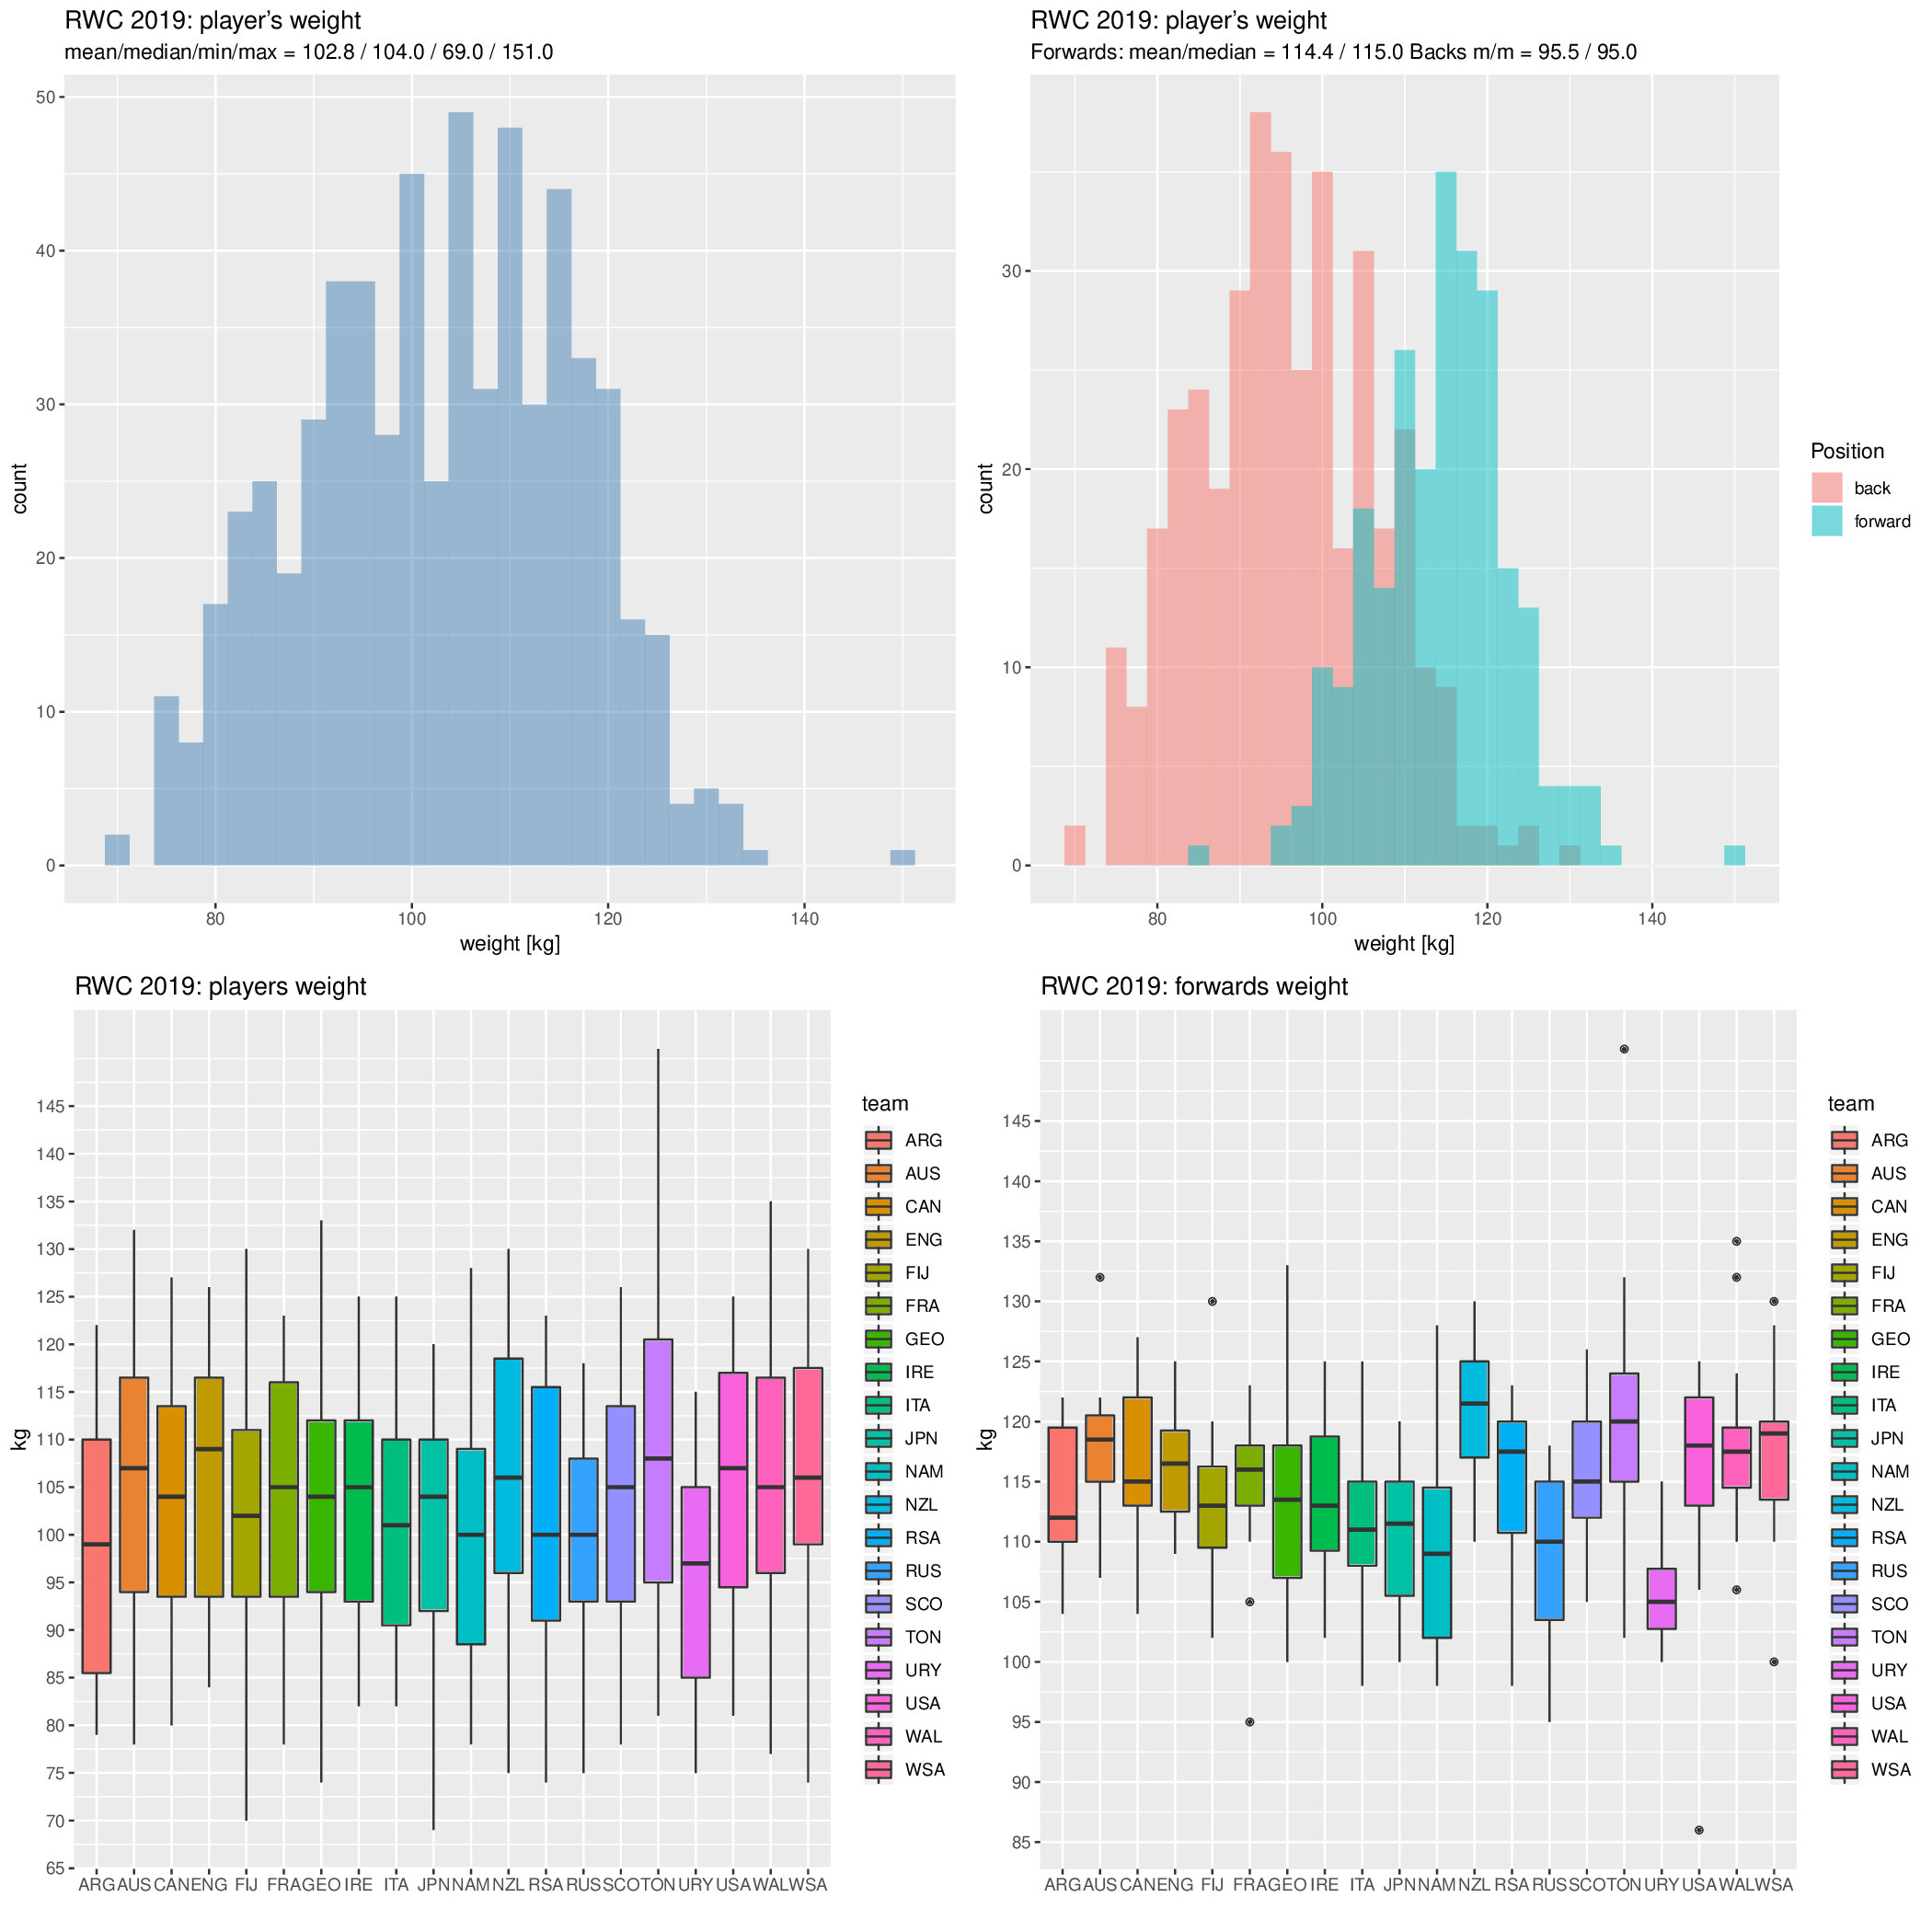 RWC 2019: player's weight
mean/median/min/max = 102.8 / 104.0 / 69.0 / 151.0
50
40
30
20
10
0
count
80 100 120 140
weight [kg]
RWC 2019: player's weight
Forwards: mean/median = 114.4 / 115.0 Backs m/m = 95.5 / 95.0
30
20
10
0
count
80 100 120 140
weight [kg]
Position
back
forward
RWC 2019: players weight
145
140
135
130
125
120
115
110
105
100
95
90
85
80
75
70
65
kg
ARG AUS CAN ENG FIJ FRA GEO IRE ITA JPN NAM NZL RSA RUS SCO TON URY USA WAL WSA
team
ARG
AUS
CAN
ENG
FIJ
FRA
GEO
IRE
ITA
JPN
NAM
NZL
RSA
RUS
SCO
TON
URY
USA
WAL
WSA
RWC 2019: forwards weight
145
140
135
130
125
120
115
110
105
100
95
90
85
kg
ARG AUS CAN ENG FIJ FRA GEO IRE ITA JPN NAM NZL RSA RUS SCO TON URY USA WAL WSA
team
ARG
AUS
CAN
ENG
FIJ
FRA
GEO
IRE
ITA
JPN
NAM
NZL
RSA
RUS
SCO
TON
URY
USA
WAL
WSA